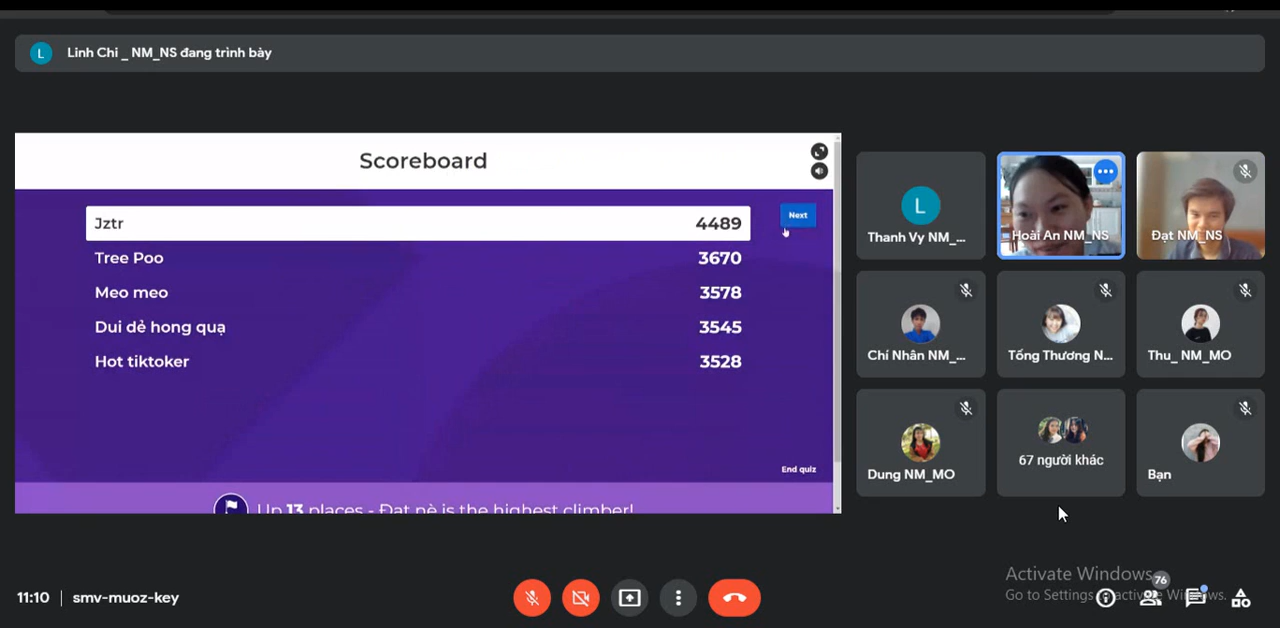 L Linh Chi _ NM_NS đang trình bày
Scoreboard
Jztr 4489
Next
Tree Poo 3670
Meo meo 3578
Dui dẻ hong quạ 3545
Hot tiktoker 3528
End quiz
Up 13 places - Đạt nè is the highest climber!
L
Thanh Vy NM_...
Hoài An NM_NS
Đạt NM_NS
Chí Nhân NM_...
Tống Thương N...
Thu_ NM_MO
Dung NM_MO
67 người khác
Bạn
Activate Windows
Go to Settings to activate Windows.
76
11:10 | smv-muoz-key